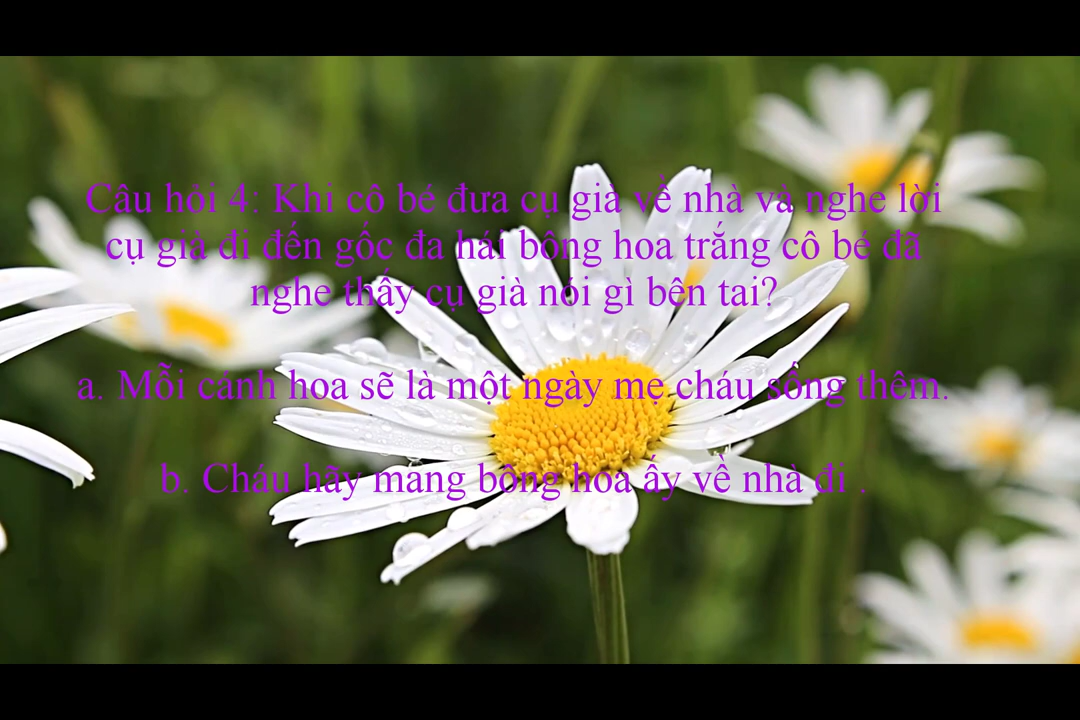 Câu hỏi 4: Khi cô bé đưa cụ già về nhà và nghe lời
cụ già đi đến gốc đa hái bông hoa trắng cô bé đã
nghe thấy cụ già nói gì bên tai?
a. Mỗi cánh hoa sẽ là một ngày mẹ cháu sống thêm.
b. Cháu hãy mang bông hoa ấy về nhà đi .